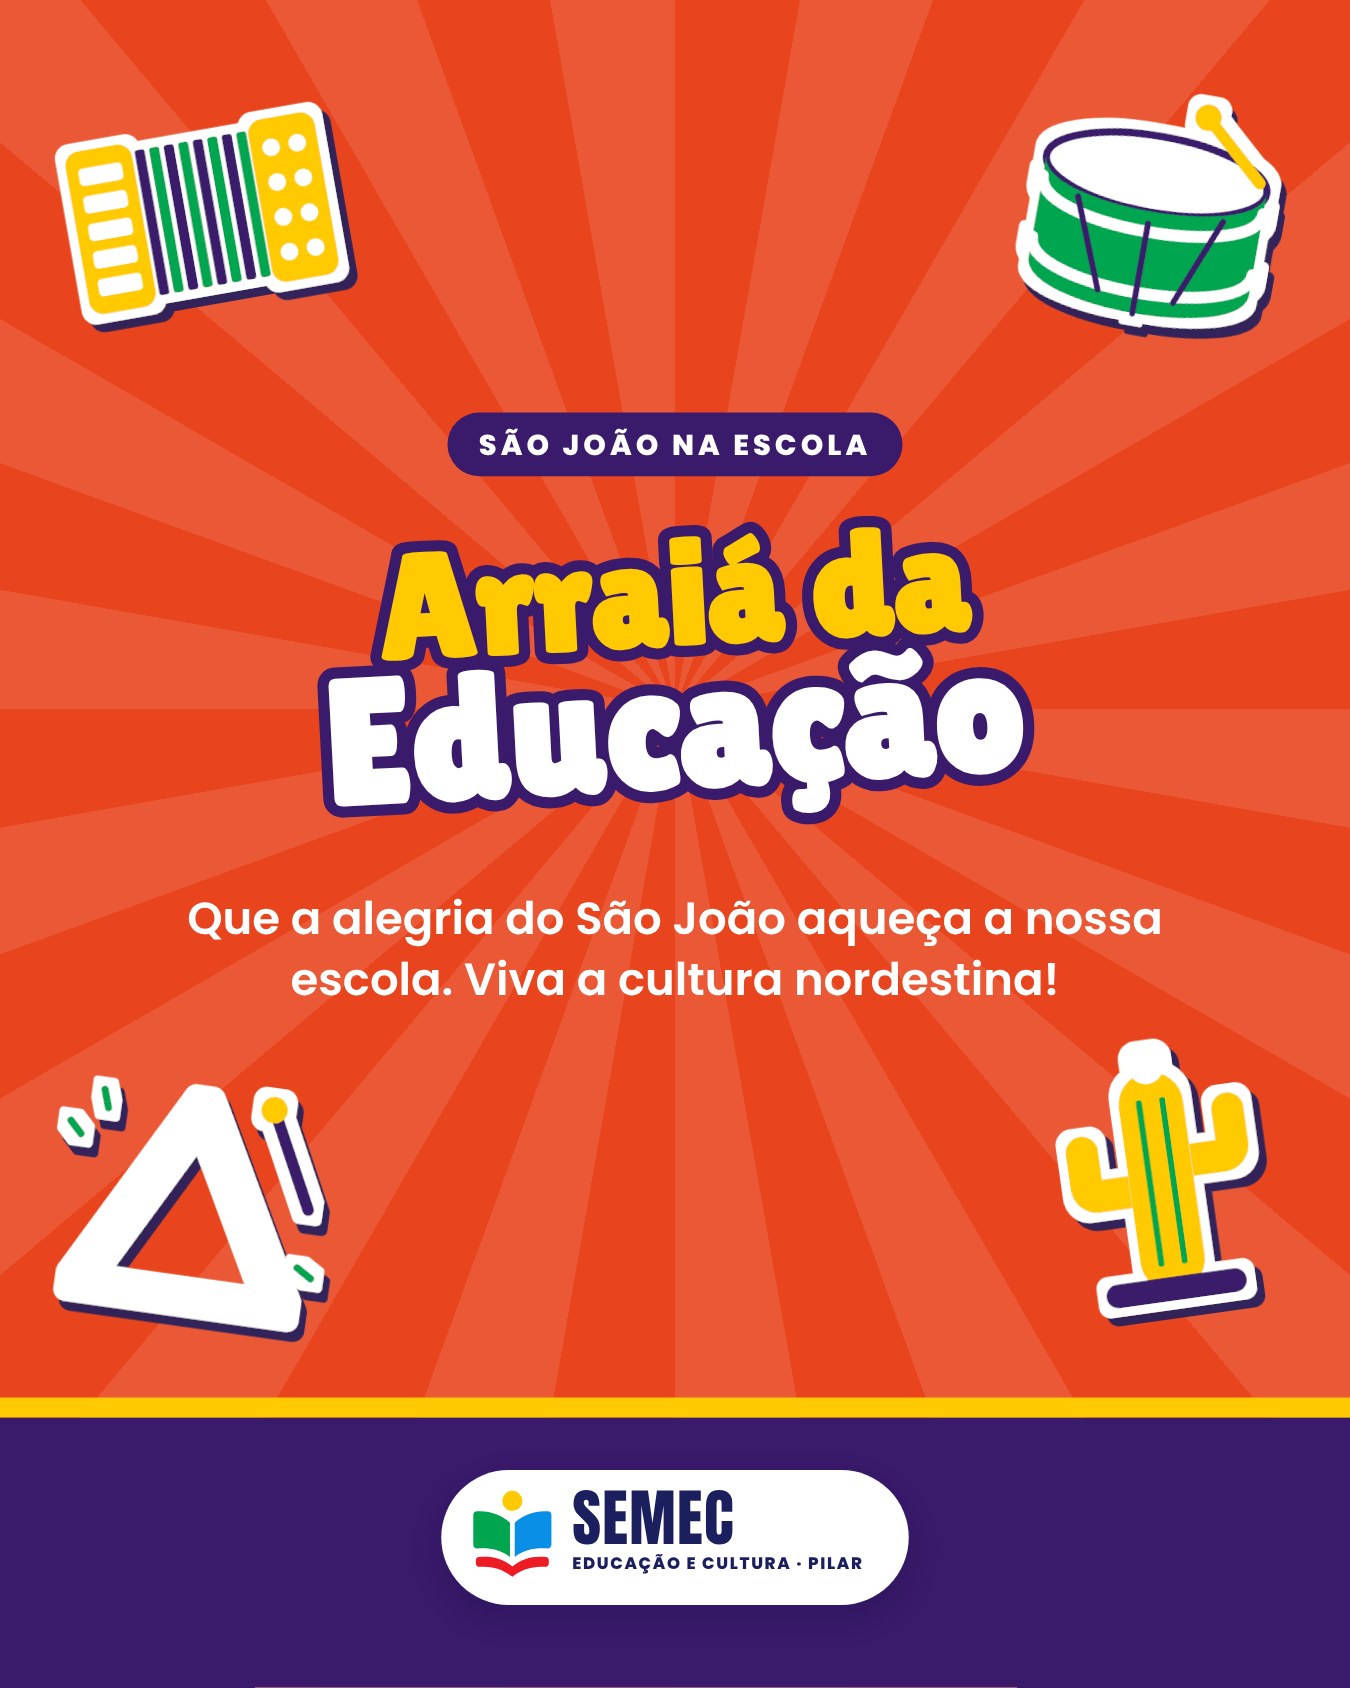 SÃO JOÃO NA ESCOLA
Arraiá da
Educação
Que a alegria do São João aqueça a nossa
escola. Viva a cultura nordestina!
SEMEC
EDUCAÇÃO E CULTURA · PILAR